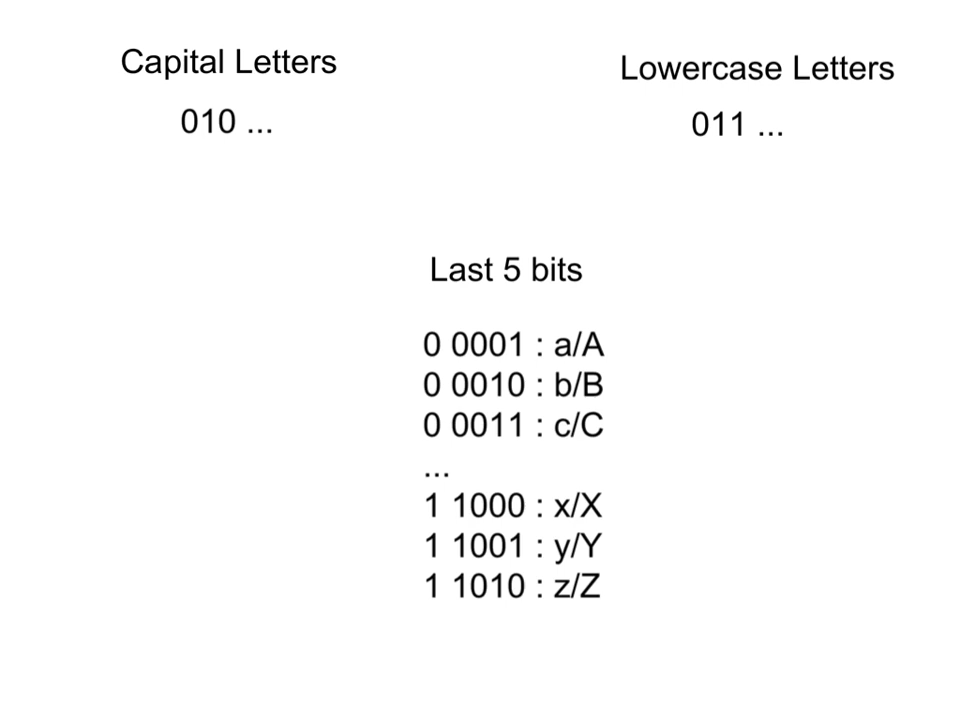 Capital Letters
010 ...
Lowercase Letters
011 ...
Last 5 bits
0 0001 : a/A
0 0010 : b/B
0 0011 : c/C
...
1 1000 : x/X
1 1001 : y/Y
1 1010 : z/Z